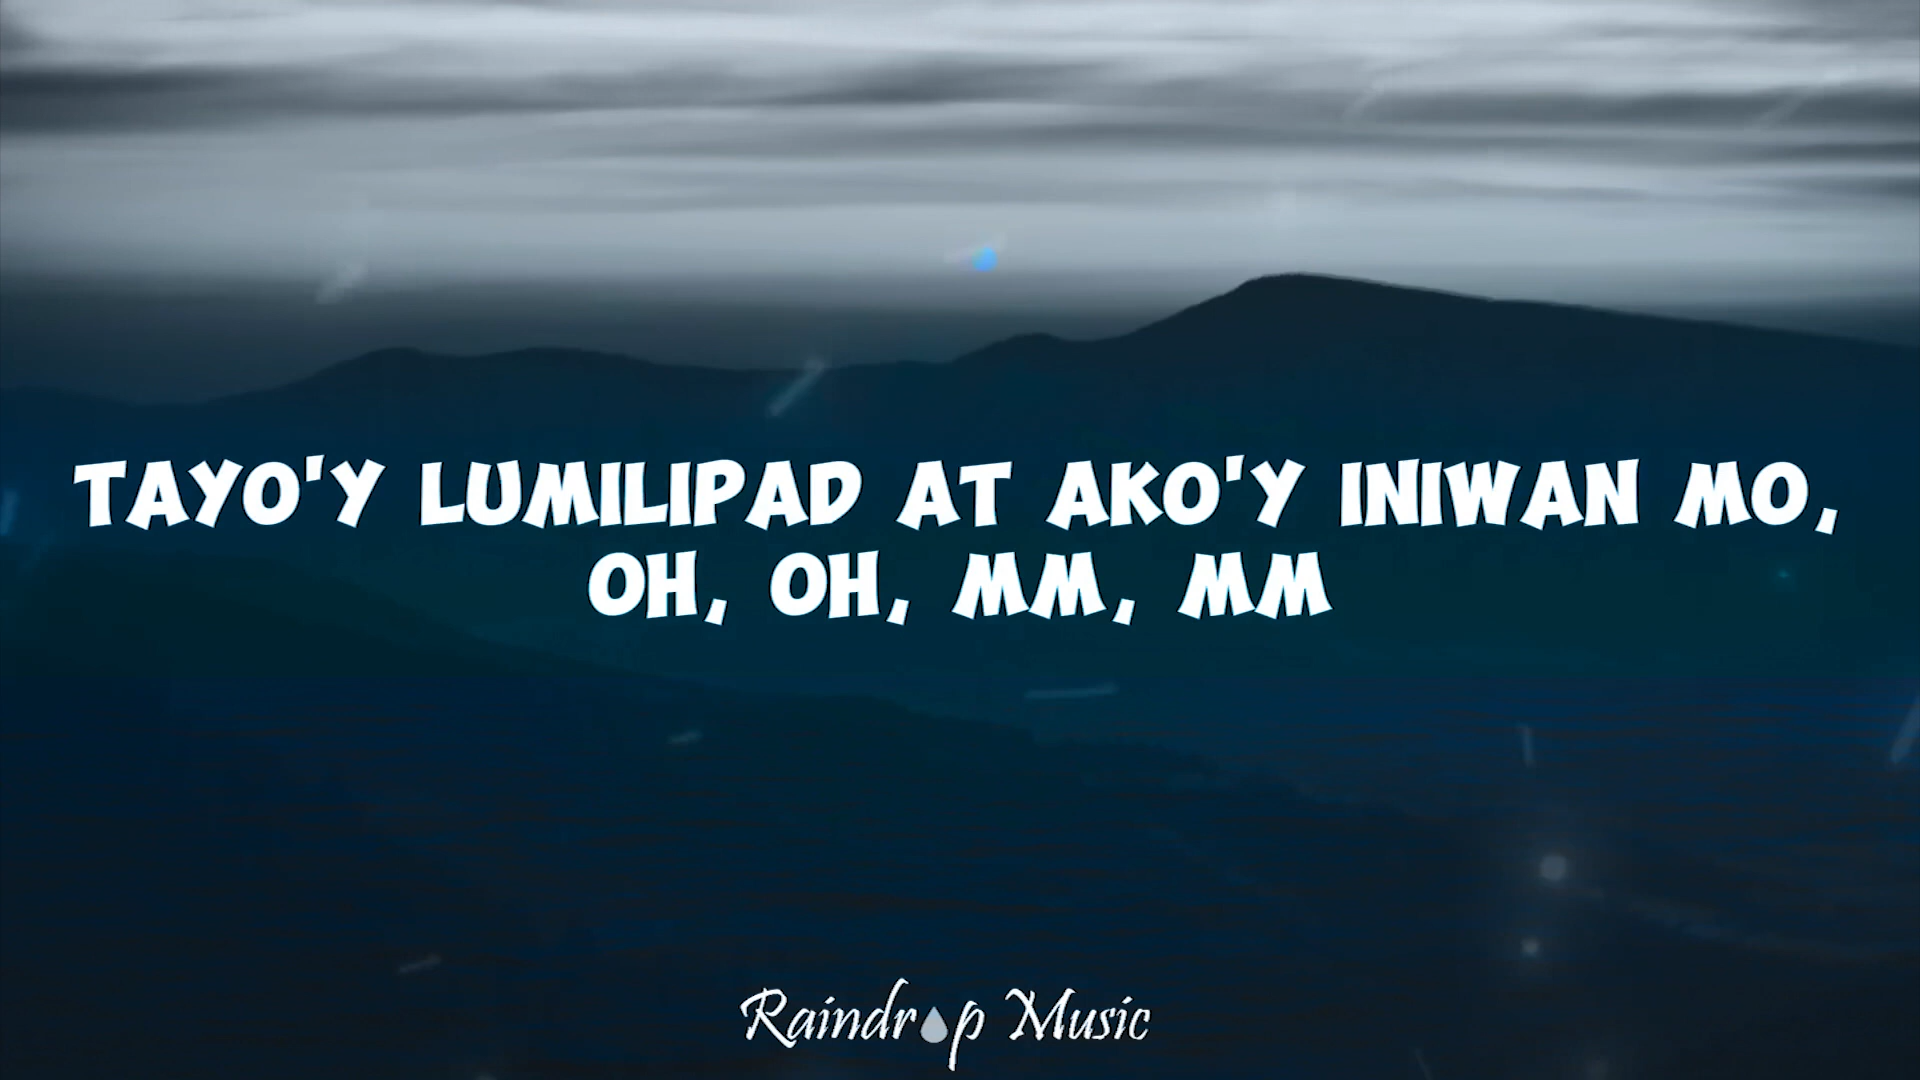 TAYO'Y LUMILIPAD AT AKO'Y INIWAN MO,
OH, OH, MM, MM
Raindrop Music